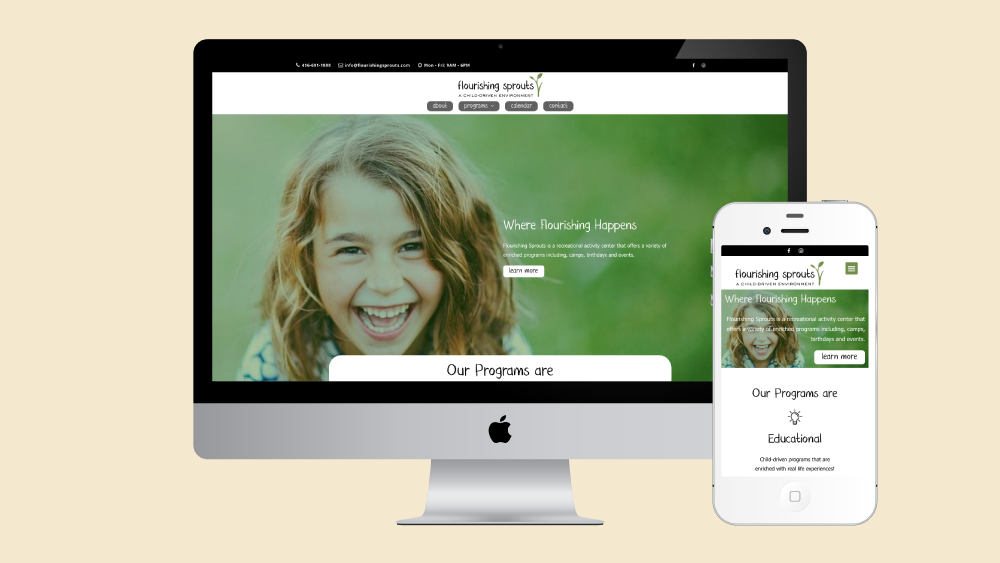 info@flourishingsprouts.com
Mon - Fri: 9AM - 6PM
flourishing sprouts
A CHILD-DRIVEN ENVIRONMENT
about
programs
calendar
contact
Where Flourishing Happens
Flourishing Sprouts is a recreational activity center that offers a variety of
enriched programs including, camps, birthdays and events.
learn more
Our Programs are
flourishing sprouts
A CHILD-DRIVEN ENVIRONMENT
Where Flourishing Happens
Flourishing Sprouts is a recreational activity center that
offers a variety of enriched programs including, camps,
birthdays and events.
learn more
Our Programs are
Educational
Child-driven programs that are
enriched with real life experiences!